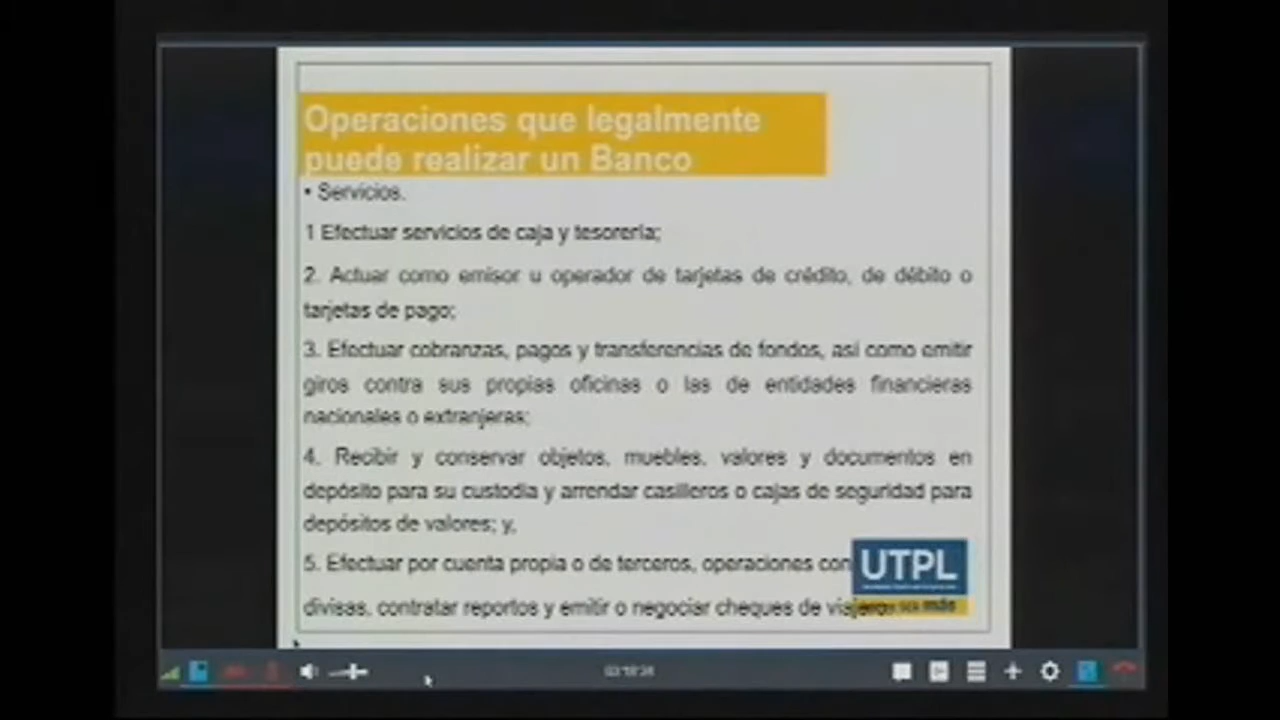 Operaciones que legalmente
puede realizar un Banco
• Servicios.
1 Efectuar servicios de caja y tesorería;
2. Actuar como emisor u operador de tarjetas de crédito, de débito o
tarjetas de pago;
3. Efectuar cobranzas, pagos y transferencias de fondos, así como emitir
giros contra sus propias oficinas o las de entidades financieras
nacionales o extranjeras;
4. Recibir y conservar objetos, muebles, valores y documentos en
depósito para su custodia y arrendar casilleros o cajas de seguridad para
depósitos de valores; y,
5. Efectuar por cuenta propia o de terceros, operaciones con
UTPL
divisas, contratar reportos y emitir o negociar cheques de viajero.
más